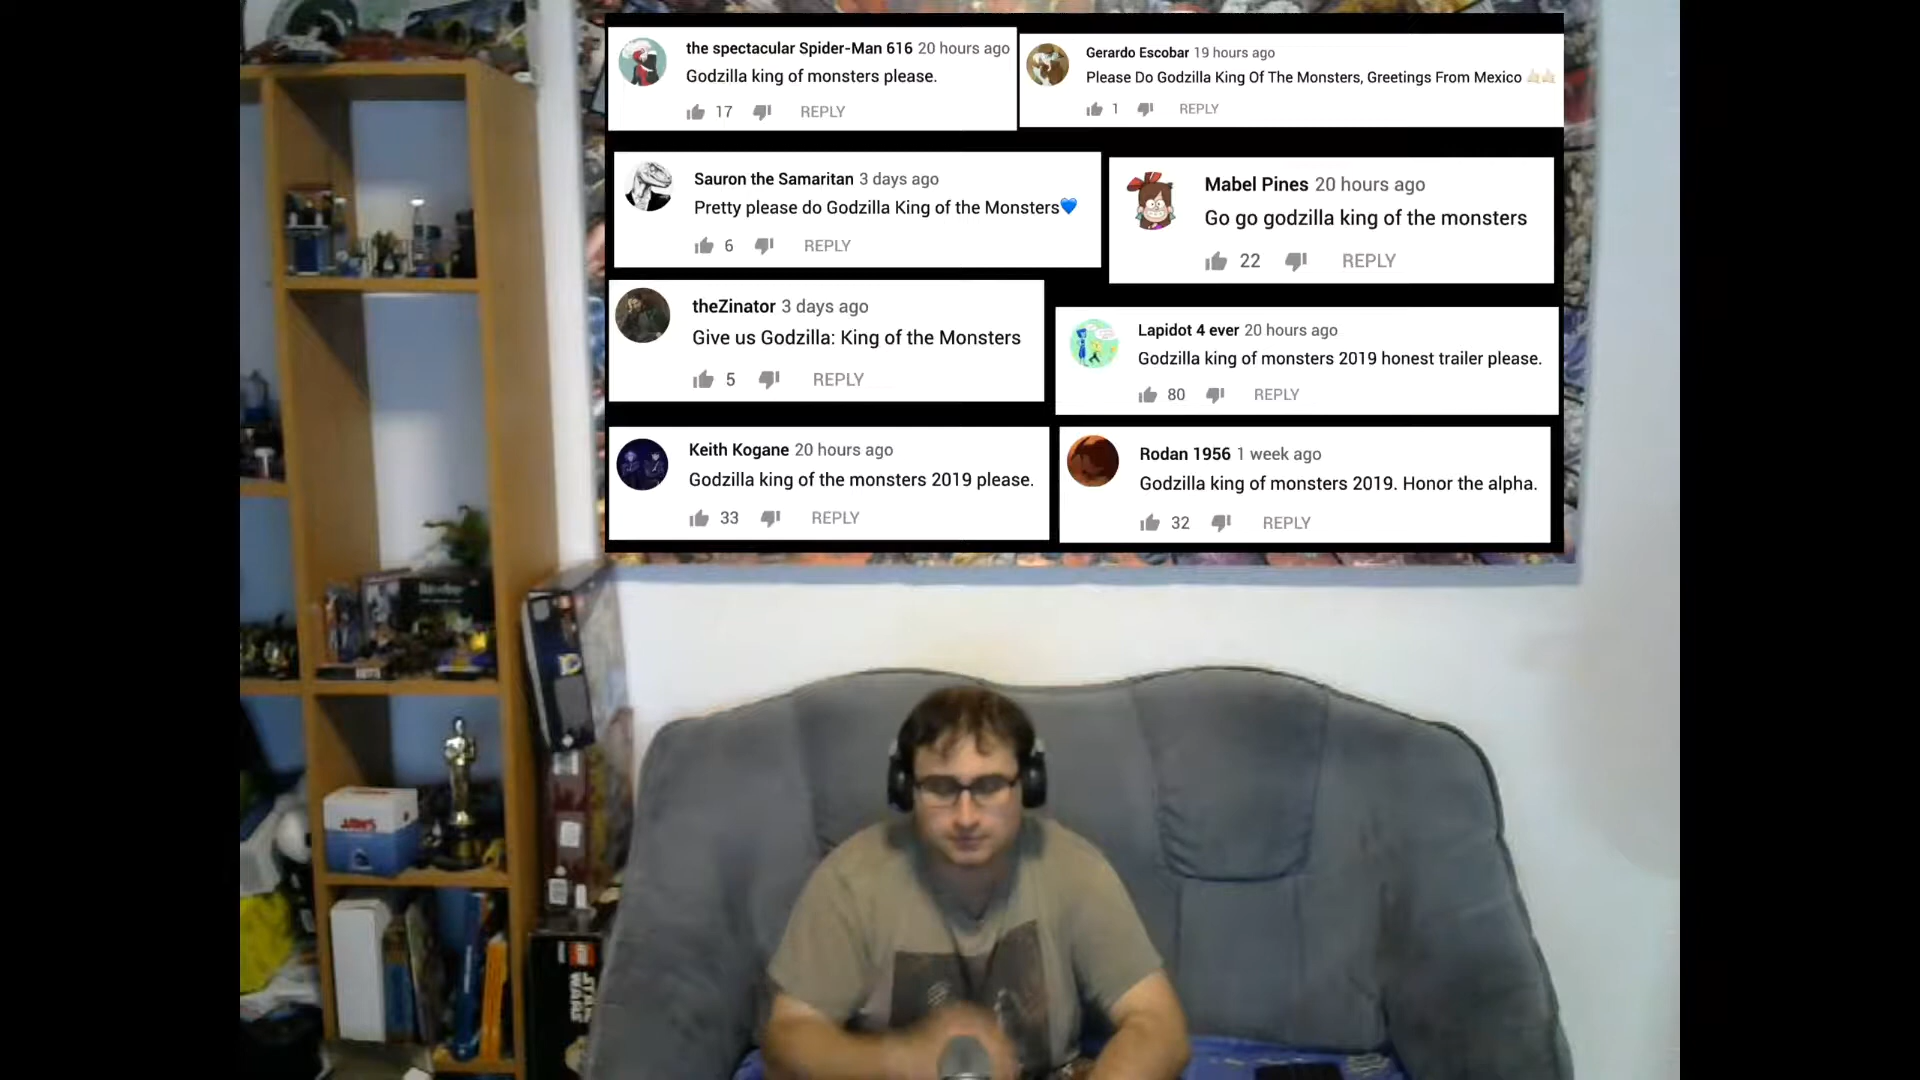 the spectacular Spider-Man 616 20 hours ago
Godzilla king of monsters please.
17 REPLY
Gerardo Escobar 19 hours ago
Please Do Godzilla King Of The Monsters, Greetings From Mexico 🤙🤙
1 REPLY
Sauron the Samaritan 3 days ago
Pretty please do Godzilla King of the Monsters💙
6 REPLY
Mabel Pines 20 hours ago
Go go godzilla king of the monsters
22 REPLY
theZinator 3 days ago
Give us Godzilla: King of the Monsters
5 REPLY
Lapidot 4 ever 20 hours ago
Godzilla king of monsters 2019 honest trailer please.
80 REPLY
Keith Kogane 20 hours ago
Godzilla king of the monsters 2019 please.
33 REPLY
Rodan 1956 1 week ago
Godzilla king of monsters 2019. Honor the alpha.
32 REPLY
STAR
WARS